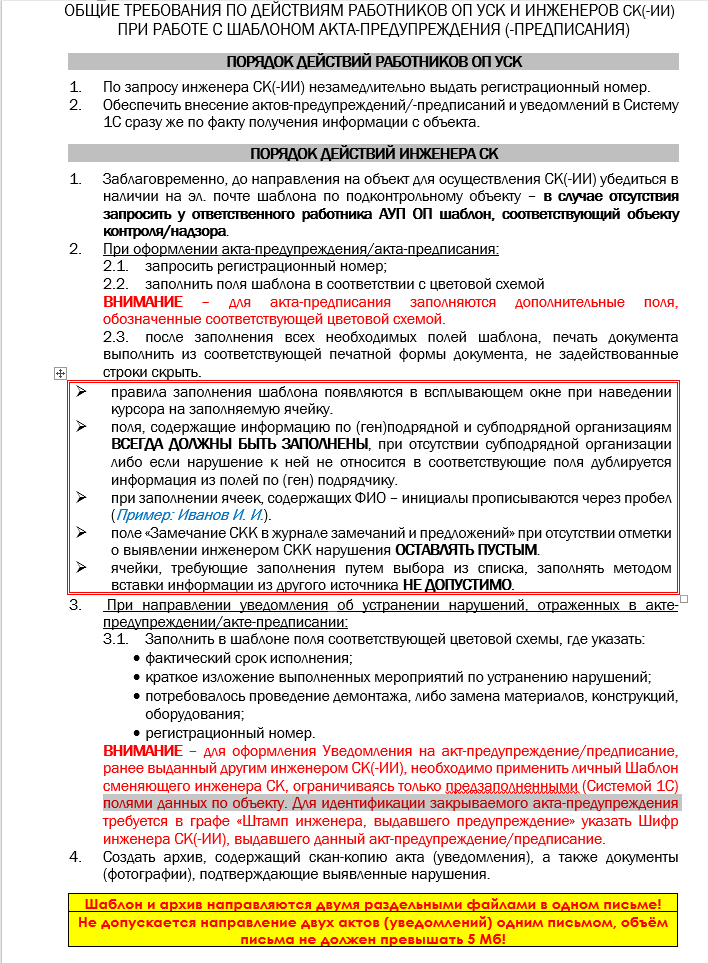 ОБЩИЕ ТРЕБОВАНИЯ ПО ДЕЙСТВИЯМ РАБОТНИКОВ ОП УСК И ИНЖЕНЕРОВ СК(-ИИ)
ПРИ РАБОТЕ С ШАБЛОНОМ АКТА-ПРЕДУПРЕЖДЕНИЯ (-ПРЕДПИСАНИЯ)
ПОРЯДОК ДЕЙСТВИЙ РАБОТНИКОВ ОП УСК
1. По запросу инженера СК(-ИИ) незамедлительно выдать регистрационный номер.
2. Обеспечить внесение актов-предупреждений/-предписаний и уведомлений в Систему
1С сразу же по факту получения информации с объекта.
ПОРЯДОК ДЕЙСТВИЙ ИНЖЕНЕРА СК
1. Заблаговременно, до направления на объект для осуществления СК(-ИИ) убедиться в
наличии на эл. почте шаблона по подконтрольному объекту – в случае отсутствия
запросить у ответственного работника АУП ОП шаблон, соответствующий объекту
контроля/надзора.
2. При оформлении акта-предупреждения/акта-предписания:
2.1. запросить регистрационный номер;
2.2. заполнить поля шаблона в соответствии с цветовой схемой
ВНИМАНИЕ – для акта-предписания заполняются дополнительные поля,
обозначенные соответствующей цветовой схемой.
2.3. после заполнения всех необходимых полей шаблона, печать документа
выполнить из соответствующей печатной формы документа, не задействованные
строки скрыть.
➢ правила заполнения шаблона появляются в всплывающем окне при наведении
курсора на заполняемую ячейку.
➢ поля, содержащие информацию по (ген)подрядной и субподрядной организациям
ВСЕГДА ДОЛЖНЫ БЫТЬ ЗАПОЛНЕНЫ, при отсутствии субподрядной организации
либо если нарушение к ней не относится в соответствующие поля дублируется
информация из полей по (ген) подрядчику.
➢ при заполнении ячеек, содержащих ФИО – инициалы прописываются через пробел
(Пример: Иванов И. И.).
➢ поле «Замечание СКК в журнале замечаний и предложений» при отсутствии отметки
о выявлении инженером СКК нарушения ОСТАВЛЯТЬ ПУСТЫМ.
➢ ячейки, требующие заполнения путем выбора из списка, заполнять методом
вставки информации из другого источника НЕ ДОПУСТИМО.
3. При направлении уведомления об устранении нарушений, отраженных в акте-
предупреждении/акте-предписании:
3.1. Заполнить в шаблоне поля соответствующей цветовой схемы, где указать:
• фактический срок исполнения;
• краткое изложение выполненных мероприятий по устранению нарушений;
• потребовалось проведение демонтажа, либо замена материалов, конструкций,
оборудования;
• регистрационный номер.
ВНИМАНИЕ – для оформления Уведомления на акт-предупреждение/предписание,
ранее выданный другим инженером СК(-ИИ), необходимо применить личный Шаблон
сменяющего инженера СК, ограничиваясь только предзаполненными (Системой 1С)
полями данных по объекту. Для идентификации закрываемого акта-предупреждения
требуется в графе «Штамп инженера, выдавшего предупреждение» указать Шифр
инженера СК(-ИИ), выдавшего данный акт-предупреждение/предписание.
4. Создать архив, содержащий скан-копию акта (уведомления), а также документы
(фотографии), подтверждающие выявленные нарушения.
Шаблон и архив направляются двумя раздельными файлами в одном письме!
Не допускается направление двух актов (уведомлений) одним письмом, объём
письма не должен превышать 5 Мб!